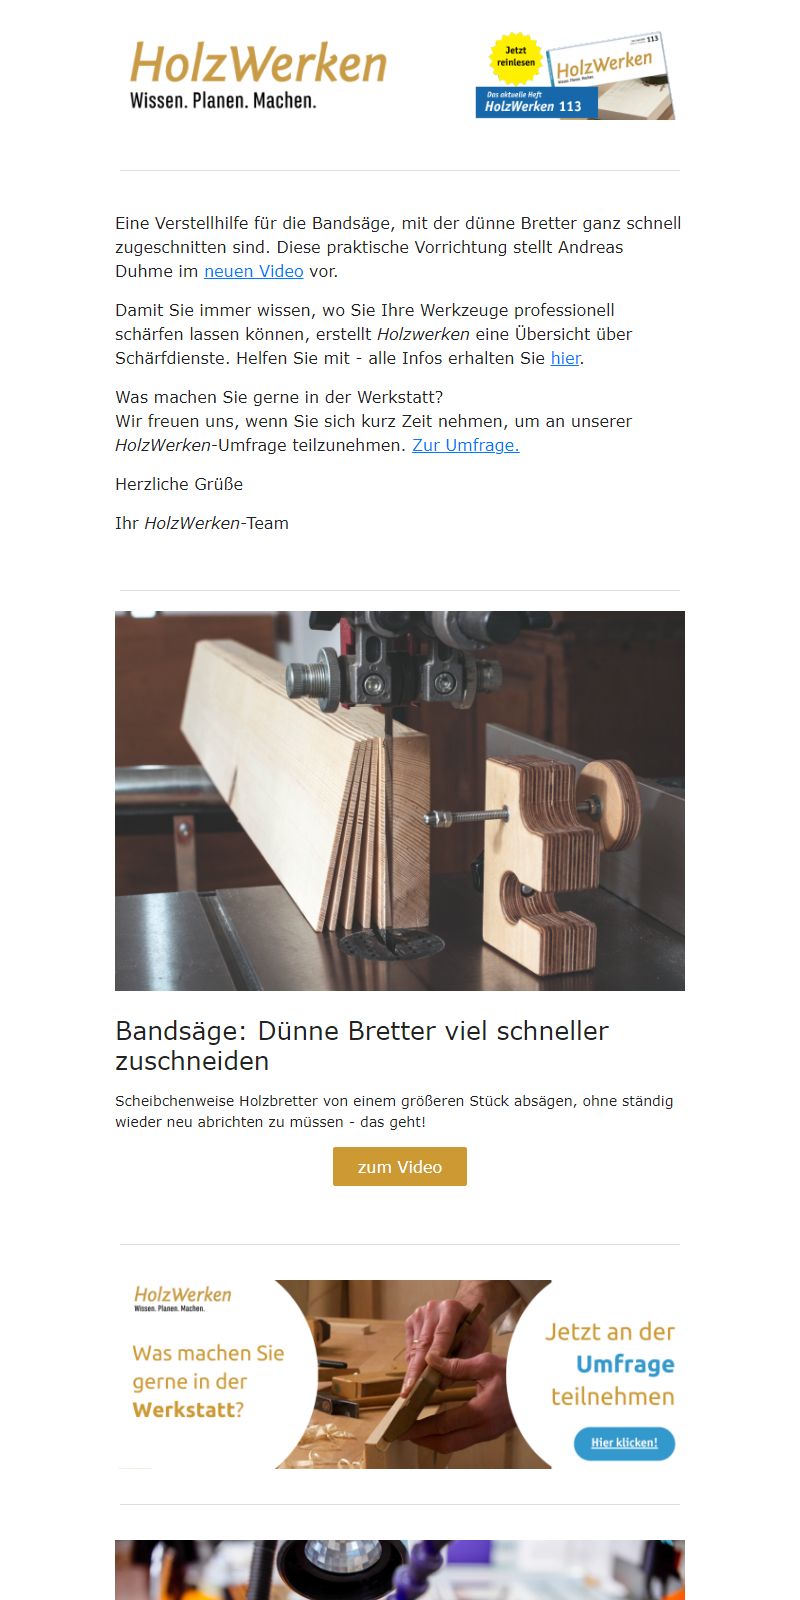 HolzWerken
Wissen. Planen. Machen.
Jetzt
reinlesen
113
HolzWerken
Wissen. Planen. Machen.
Das aktuelle Heft
HolzWerken 113
Eine Verstellhilfe für die Bandsäge, mit der dünne Bretter ganz schnell
zugeschnitten sind. Diese praktische Vorrichtung stellt Andreas
Duhme im neuen Video vor.
Damit Sie immer wissen, wo Sie Ihre Werkzeuge professionell
schärfen lassen können, erstellt Holzwerken eine Übersicht über
Schärfdienste. Helfen Sie mit - alle Infos erhalten Sie hier.
Was machen Sie gerne in der Werkstatt?
Wir freuen uns, wenn Sie sich kurz Zeit nehmen, um an unserer
HolzWerken-Umfrage teilzunehmen. Zur Umfrage.
Herzliche Grüße
Ihr HolzWerken-Team
Bandsäge: Dünne Bretter viel schneller
zuschneiden
Scheibchenweise Holzbretter von einem größeren Stück absägen, ohne ständig
wieder neu abrichten zu müssen - das geht!
zum Video
HolzWerken
Wissen. Planen. Machen.
Was machen Sie
gerne in der
Werkstatt?
Jetzt an der
Umfrage
teilnehmen
Hier klicken!